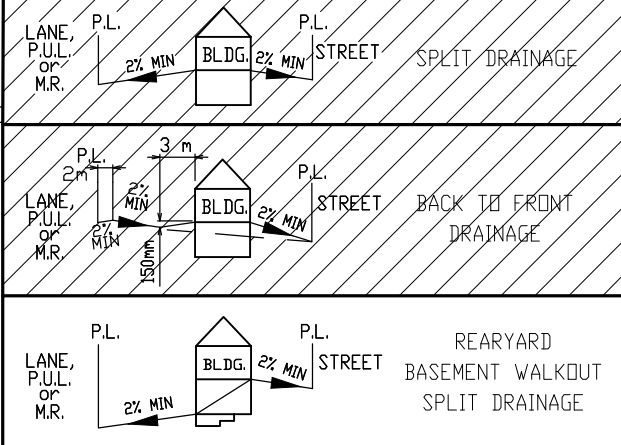 P.L.
P.L.
LANE,
P.U.L.
or
M.R.
2% MIN
BLDG.
2% MIN
STREET
SPLIT DRAINAGE
3 m
P.L.
2m
2%
MIN
P.L.
LANE,
P.U.L.
or
M.R.
2%
MIN
150mm
BLDG.
2% MIN
STREET
BACK TO FRONT
DRAINAGE
P.L.
P.L.
LANE,
P.U.L.
or
M.R.
2% MIN
BLDG.
2% MIN
STREET
REARYARD
BASEMENT WALKOUT
SPLIT DRAINAGE